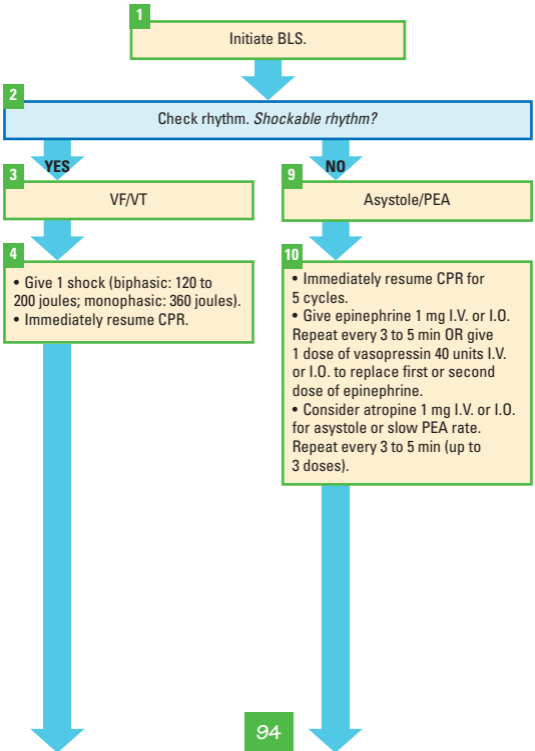 1
Initiate BLS.
2
Check rhythm. Shockable rhythm?
YES
3
VF/VT
4
• Give 1 shock (biphasic: 120 to
200 joules; monophasic: 360 joules).
• Immediately resume CPR.
NO
9
Asystole/PEA
10
• Immediately resume CPR for
5 cycles.
• Give epinephrine 1 mg I.V. or I.O.
Repeat every 3 to 5 min OR give
1 dose of vasopressin 40 units I.V.
or I.O. to replace first or second
dose of epinephrine.
• Consider atropine 1 mg I.V. or I.O.
for asystole or slow PEA rate.
Repeat every 3 to 5 min (up to
3 doses).
94